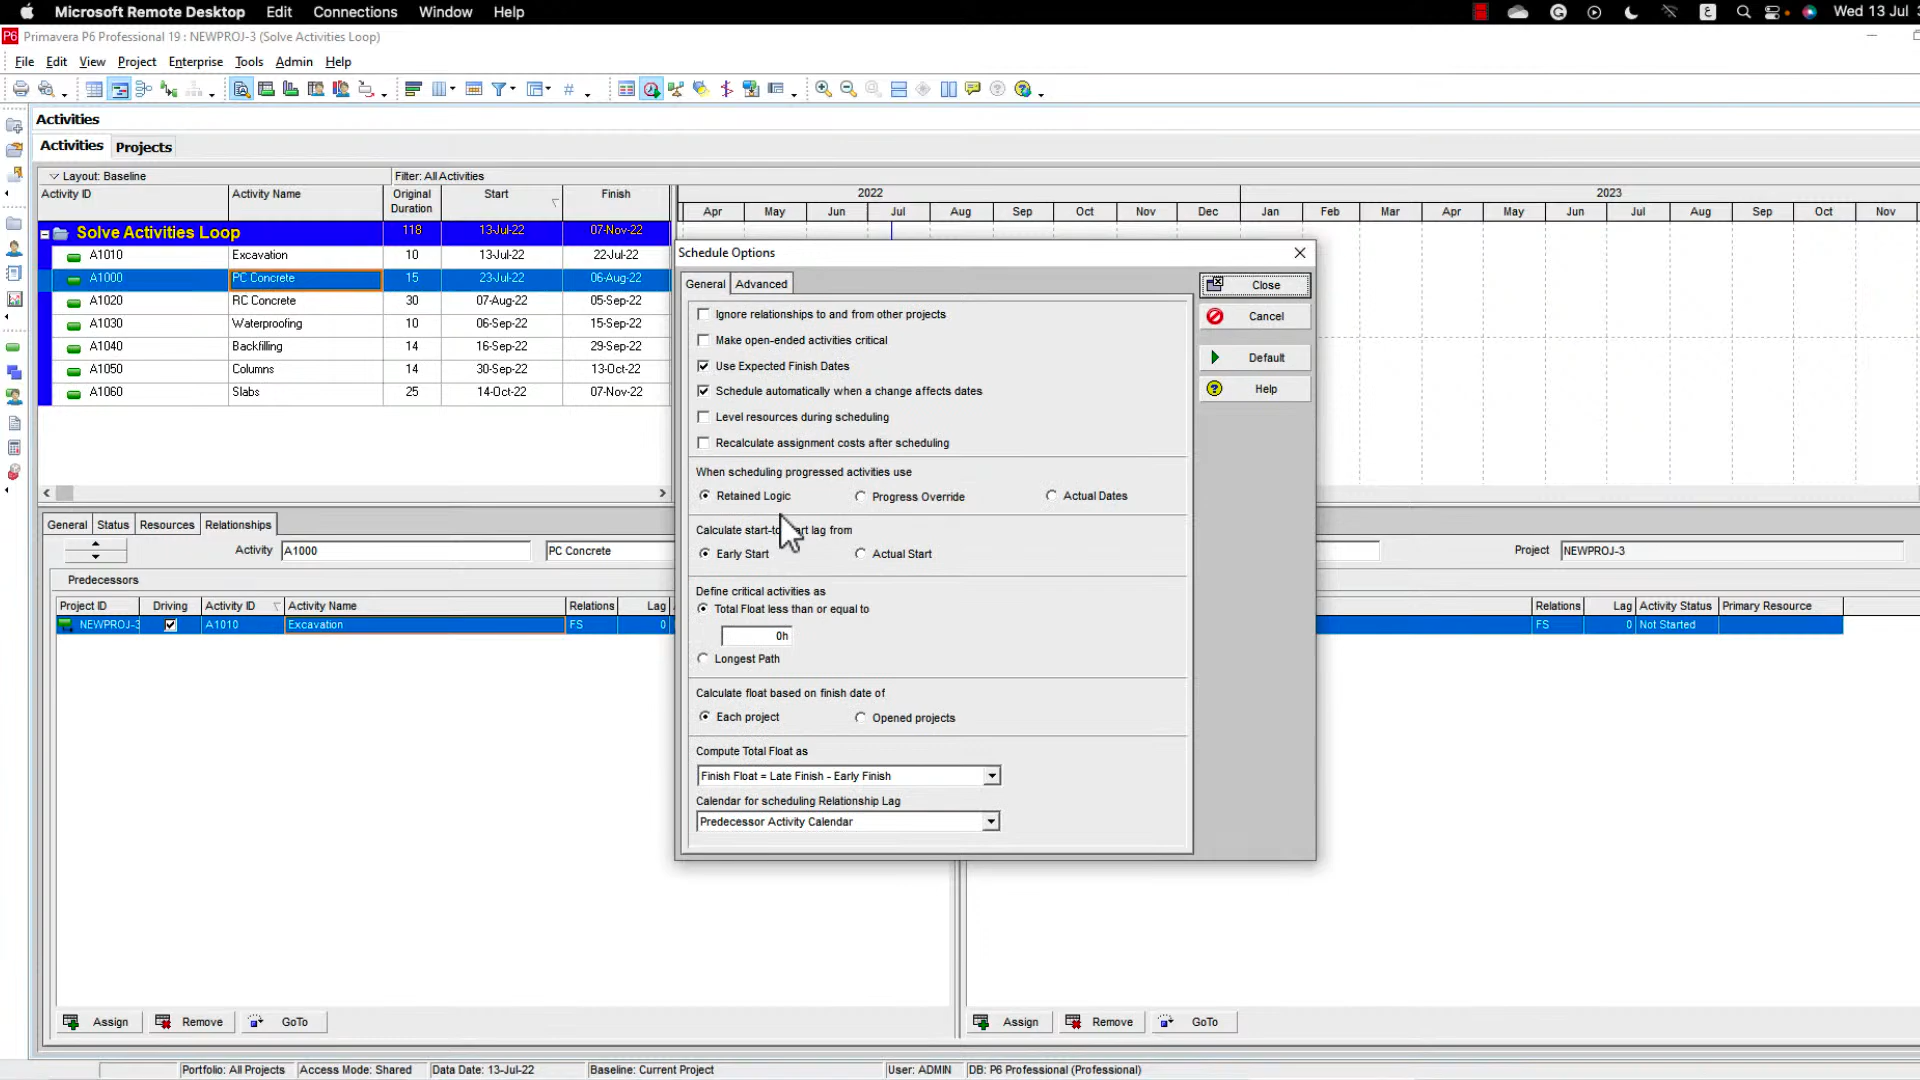 Microsoft Remote Desktop Edit Connections Window Help Wed 13 Jul
Primavera P6 Professional 19 : NEWPROJ-3 (Solve Activities Loop)
File Edit View Project Enterprise Tools Admin Help
Activities
Activities Projects
Layout: Baseline Filter: All Activities
Activity ID Activity Name Original Duration Start Finish
2022 2023
Apr May Jun Jul Aug Sep Oct Nov Dec Jan Feb Mar Apr May Jun Jul Aug Sep Oct Nov
Solve Activities Loop 118 13-Jul-22 07-Nov-22
A1010 Excavation 10 13-Jul-22 22-Jul-22
A1000 PC Concrete 15 23-Jul-22 06-Aug-22
A1020 RC Concrete 30 07-Aug-22 05-Sep-22
A1030 Waterproofing 10 06-Sep-22 15-Sep-22
A1040 Backfilling 14 16-Sep-22 29-Sep-22
A1050 Columns 14 30-Sep-22 13-Oct-22
A1060 Slabs 25 14-Oct-22 07-Nov-22
Schedule Options
General Advanced
Ignore relationships to and from other projects
Make open-ended activities critical
Use Expected Finish Dates
Schedule automatically when a change affects dates
Level resources during scheduling
Recalculate assignment costs after scheduling
When scheduling progressed activities use
Retained Logic Progress Override Actual Dates
Calculate start-to lag from
Early Start Actual Start
Define critical activities as
Total Float less than or equal to
0h
Longest Path
Calculate float based on finish date of
Each project Opened projects
Compute Total Float as
Finish Float = Late Finish - Early Finish
Calendar for scheduling Relationship Lag
Predecessor Activity Calendar
Close
Cancel
Default
Help
General Status Resources Relationships
Activity A1000 PC Concrete Project NEWPROJ-3
Predecessors
Project ID Driving Activity ID Activity Name Relations Lag
NEWPROJ-3 A1010 Excavation FS 0
Relations Lag Activity Status Primary Resource
FS 0 Not Started
Assign Remove GoTo
Assign Remove GoTo
Portfolio: All Projects Access Mode: Shared Data Date: 13-Jul-22 Baseline: Current Project User: ADMIN DB: P6 Professional (Professional)